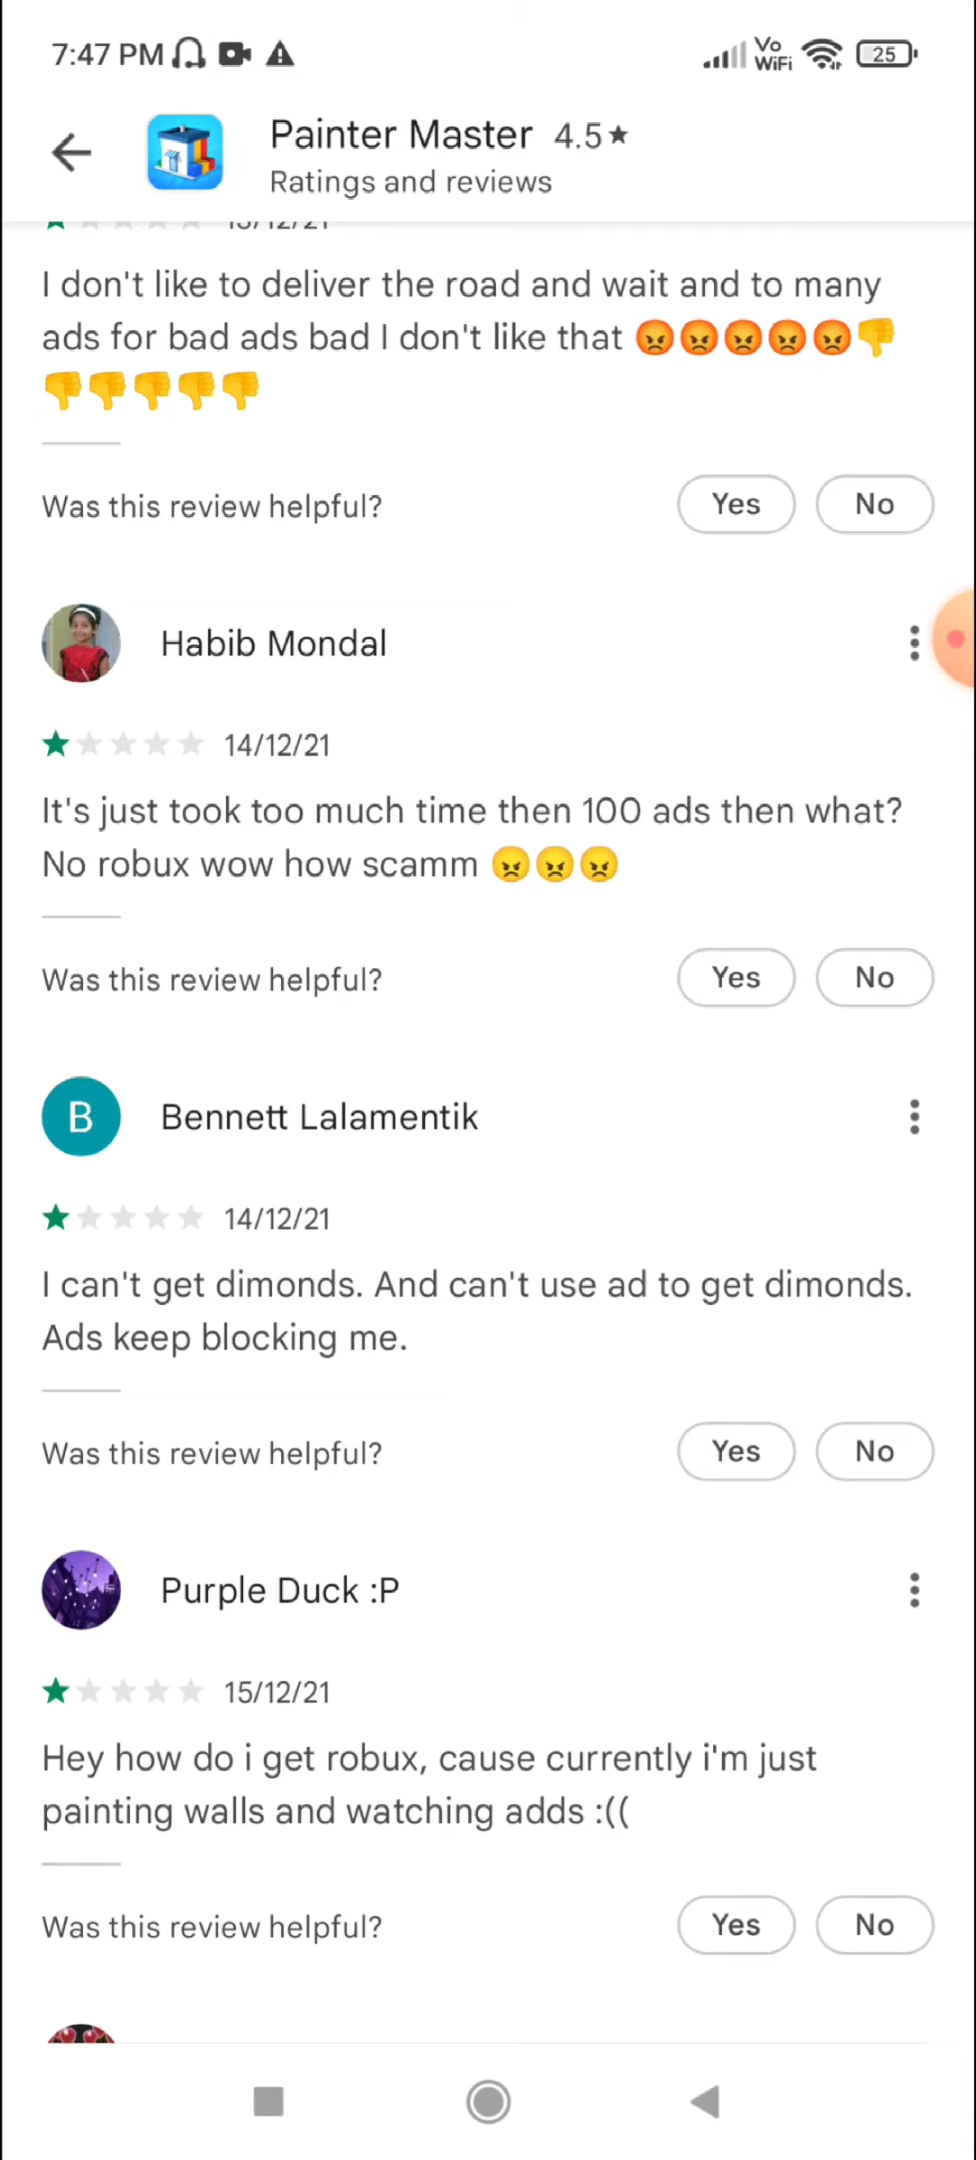 7:47 PM
Vo
WiFi
25
Painter Master 4.5★
Ratings and reviews
I don't like to deliver the road and wait and to many
ads for bad ads bad I don't like that 😡😡😡😡😡👎
👎👎👎👎👎
Was this review helpful? Yes No
Habib Mondal
14/12/21
It's just took too much time then 100 ads then what?
No robux wow how scamm 😠😠😠
Was this review helpful? Yes No
B Bennett Lalamentik
14/12/21
I can't get dimonds. And can't use ad to get dimonds.
Ads keep blocking me.
Was this review helpful? Yes No
Purple Duck :P
15/12/21
Hey how do i get robux, cause currently i'm just
painting walls and watching adds :((
Was this review helpful? Yes No